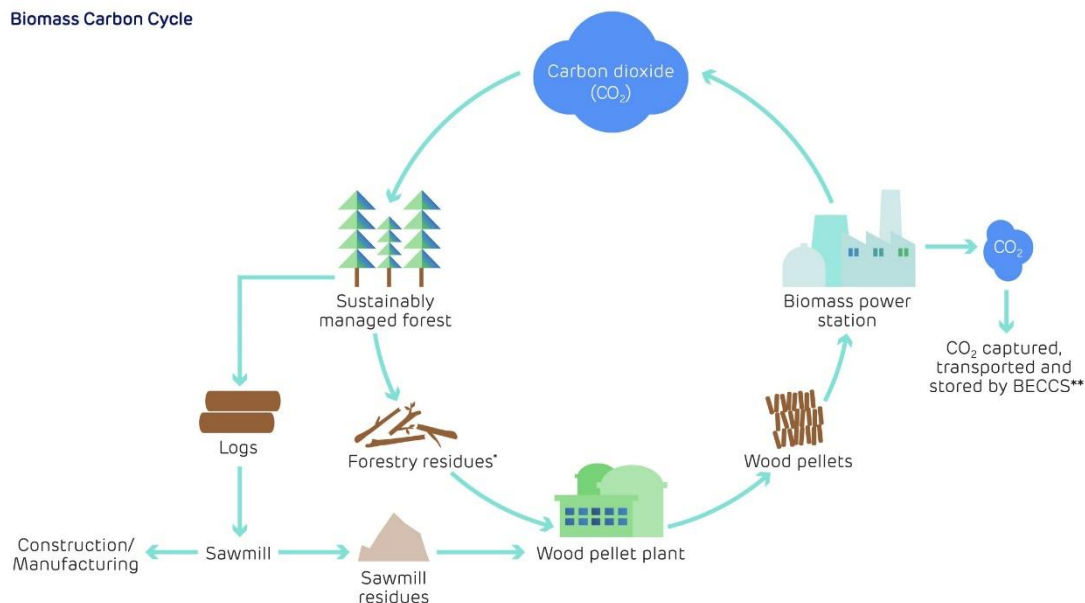 Biomass Carbon Cycle
Carbon dioxide
(CO₂)
CO₂
Sustainably
managed forest
Biomass power
station
CO₂ captured,
transported and
stored by BECCS**
Logs
Forestry residues*
Wood pellets
Construction/
Manufacturing
Sawmill
Sawmill
residues
Wood pellet plant